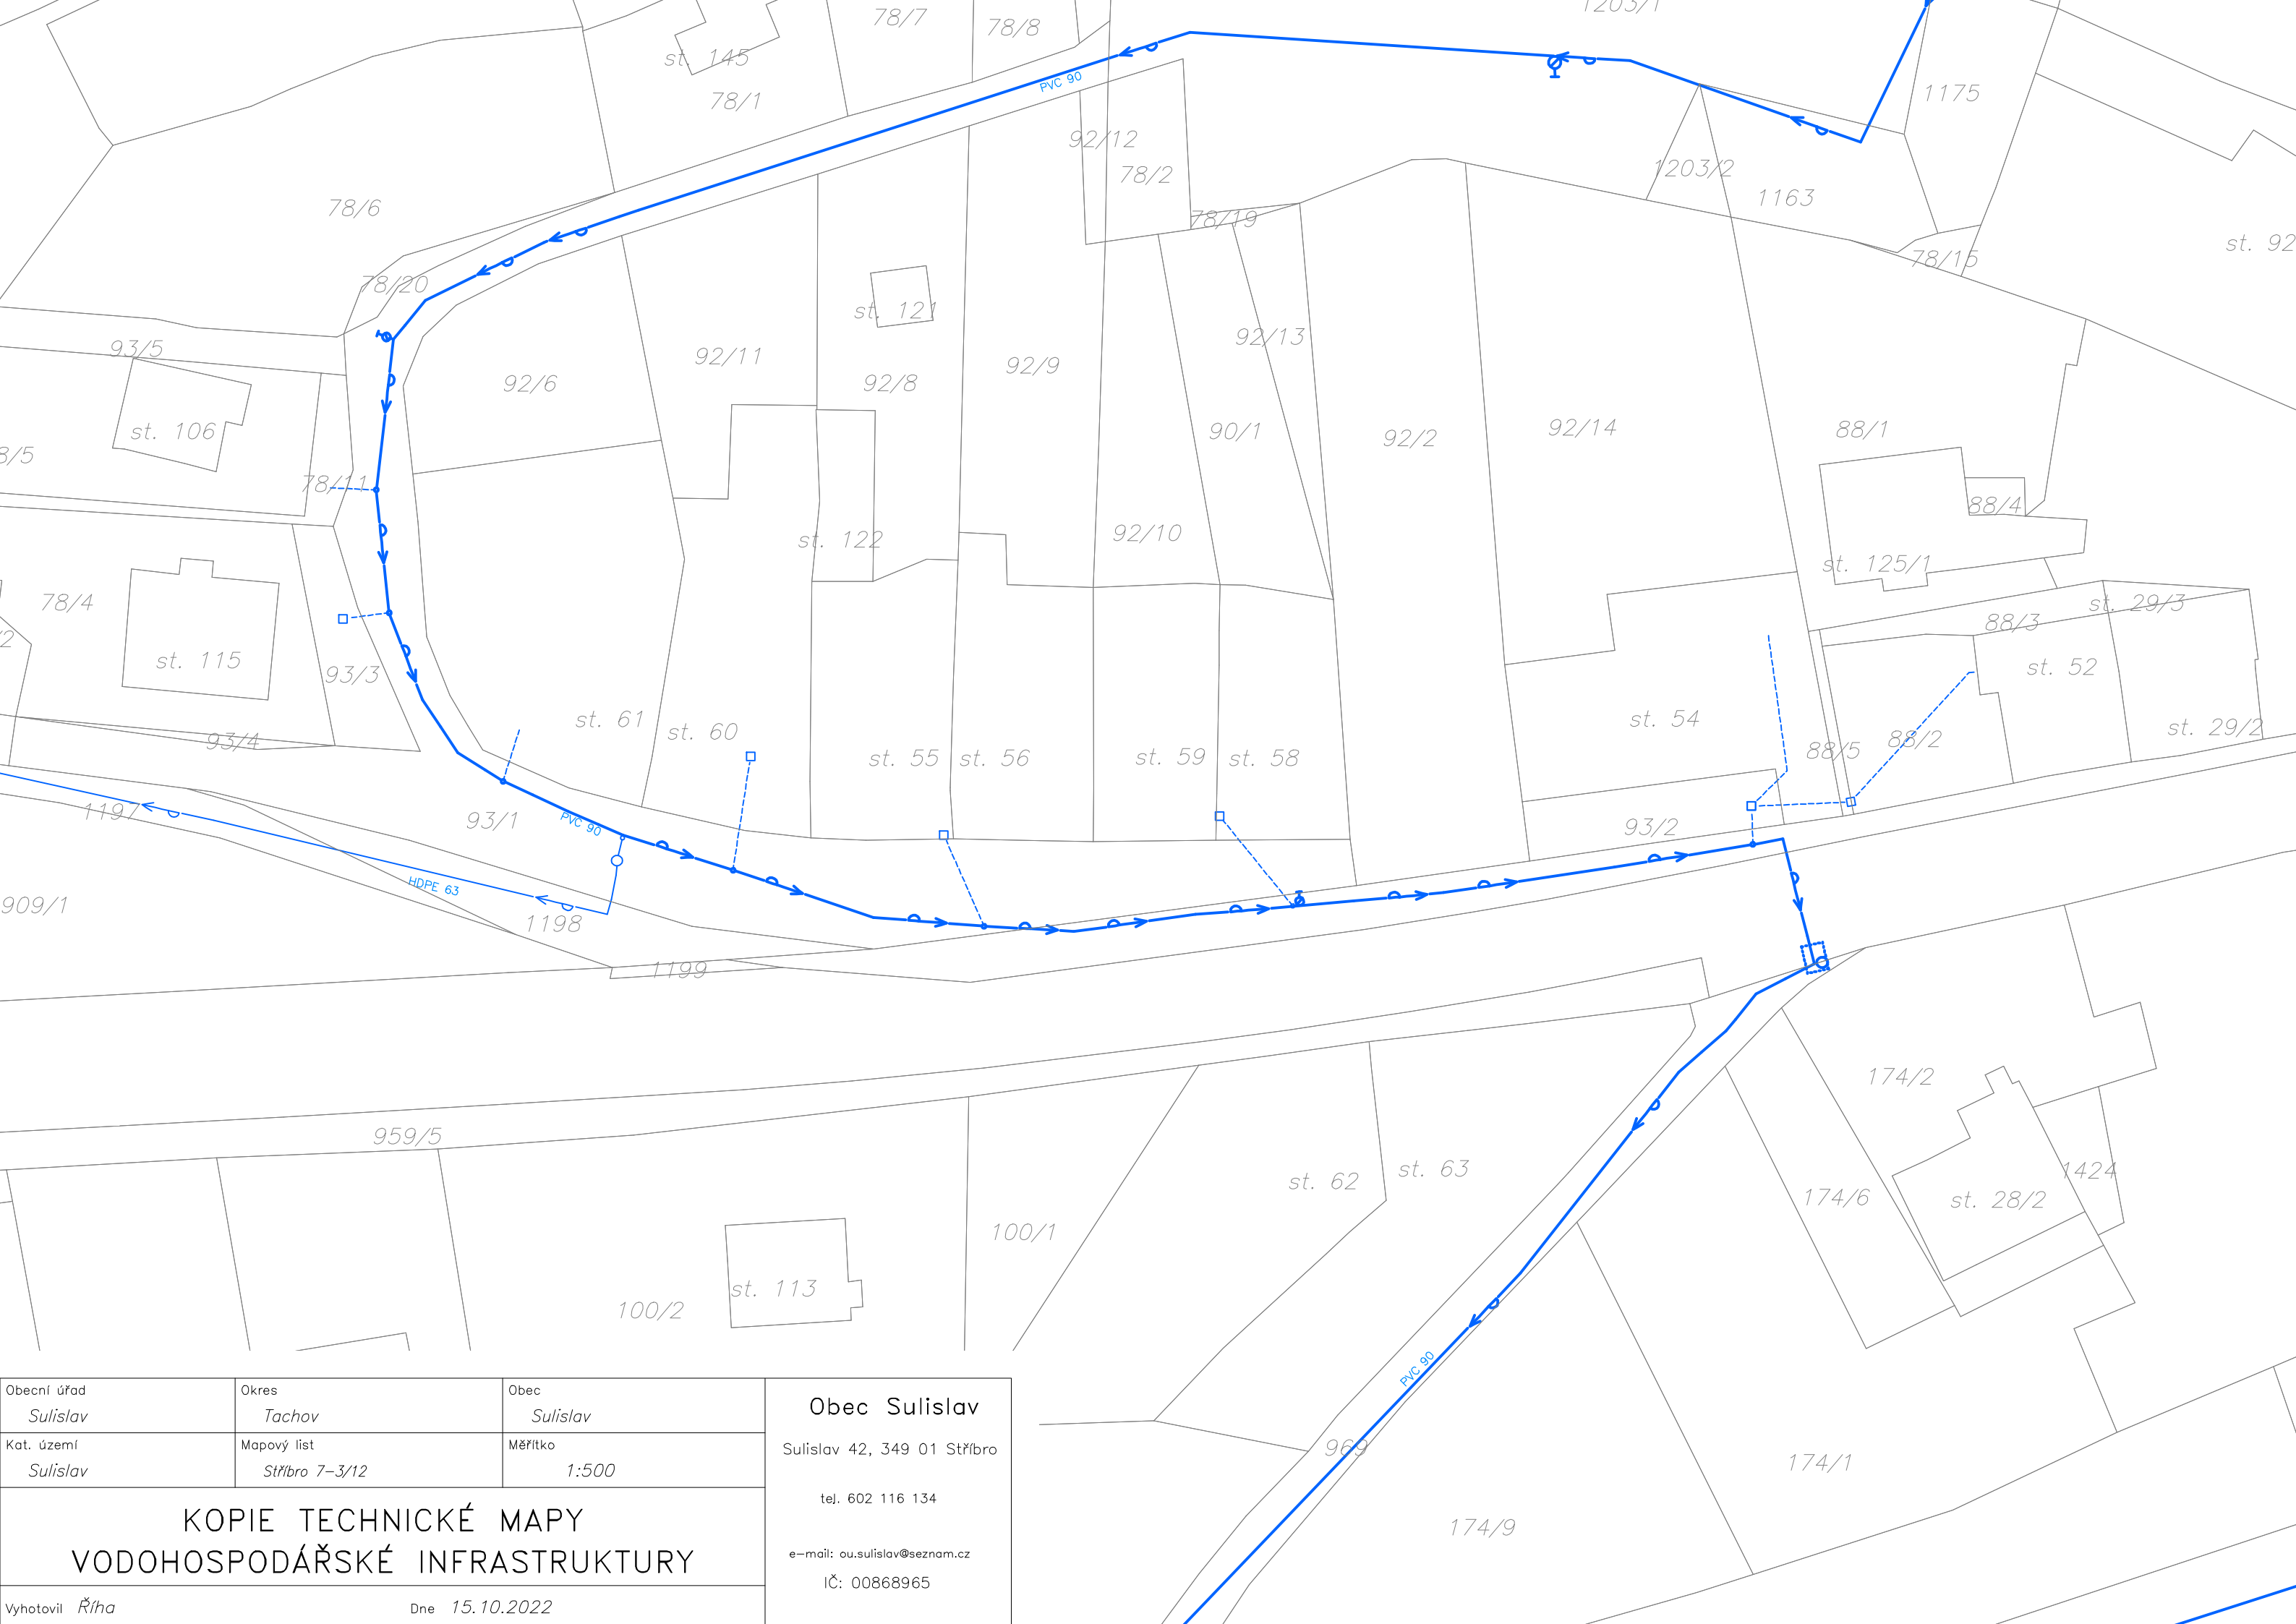 1203/1
78/7
78/8
st. 145
PVC 90
78/1
1175
92/12
78/2
1203/2
1163
78/6
78/19
st. 92
78/15
78/20
st. 121
92/13
93/5
92/11
92/9
92/6
92/8
st. 106
90/1
92/2
92/14
88/1
8/5
78/11
88/4
st. 122
92/10
st. 125/1
78/4
st. 29/3
88/3
/2
st. 115
93/3
st. 52
st. 61
st. 60
st. 54
st. 29/2
93/4
88/5
88/2
st. 55
st. 56
st. 59
st. 58
1197
93/1
PVC 90
93/2
HDPE 63
909/1
1198
1199
174/2
959/5
st. 62
st. 63
1424
174/6
st. 28/2
100/1
st. 113
100/2
PVC 90
969
174/1
174/9
Obecní úřad
Sulislav
Okres
Tachov
Obec
Sulislav
Kat. území
Sulislav
Mapový list
Stříbro 7-3/12
Měřítko
1:500
KOPIE TECHNICKÉ MAPY
VODOHOSPODÁŘSKÉ INFRASTRUKTURY
Vyhotovil Říha
Dne 15.10.2022
Obec Sulislav
Sulislav 42, 349 01 Stříbro
tel. 602 116 134
e-mail: ou.sulislav@seznam.cz
IČ: 00868965